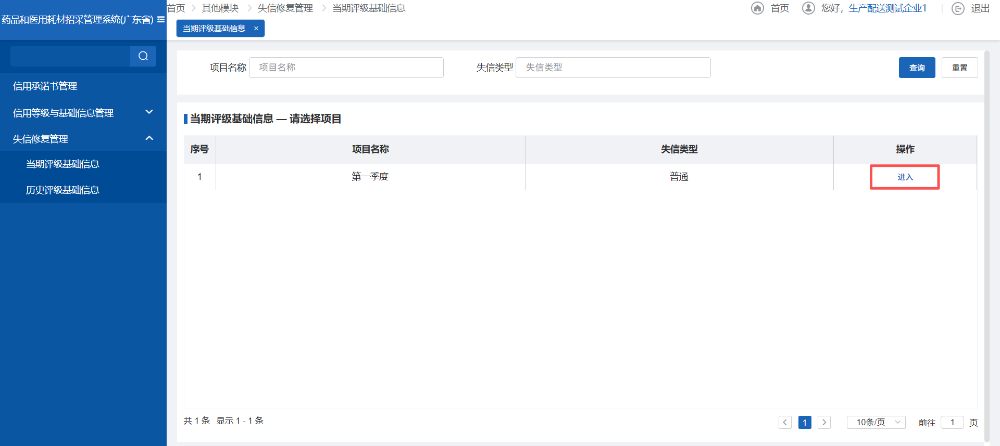 首页 > 其他模块 > 失信修复管理 > 当期评级基础信息
首页 您好，生产配送测试企业1 退出
药品和医用耗材招采管理系统(广东省)
当期评级基础信息 ×
信用承诺书管理
信用等级与基础信息管理
失信修复管理
当期评级基础信息
历史评级基础信息
项目名称 项目名称 失信类型 失信类型 查询 重置
当期评级基础信息 — 请选择项目
序号 项目名称 失信类型 操作
1 第一季度 普通 进入
共 1 条 显示 1 - 1 条
1 10条/页 前往 1 页